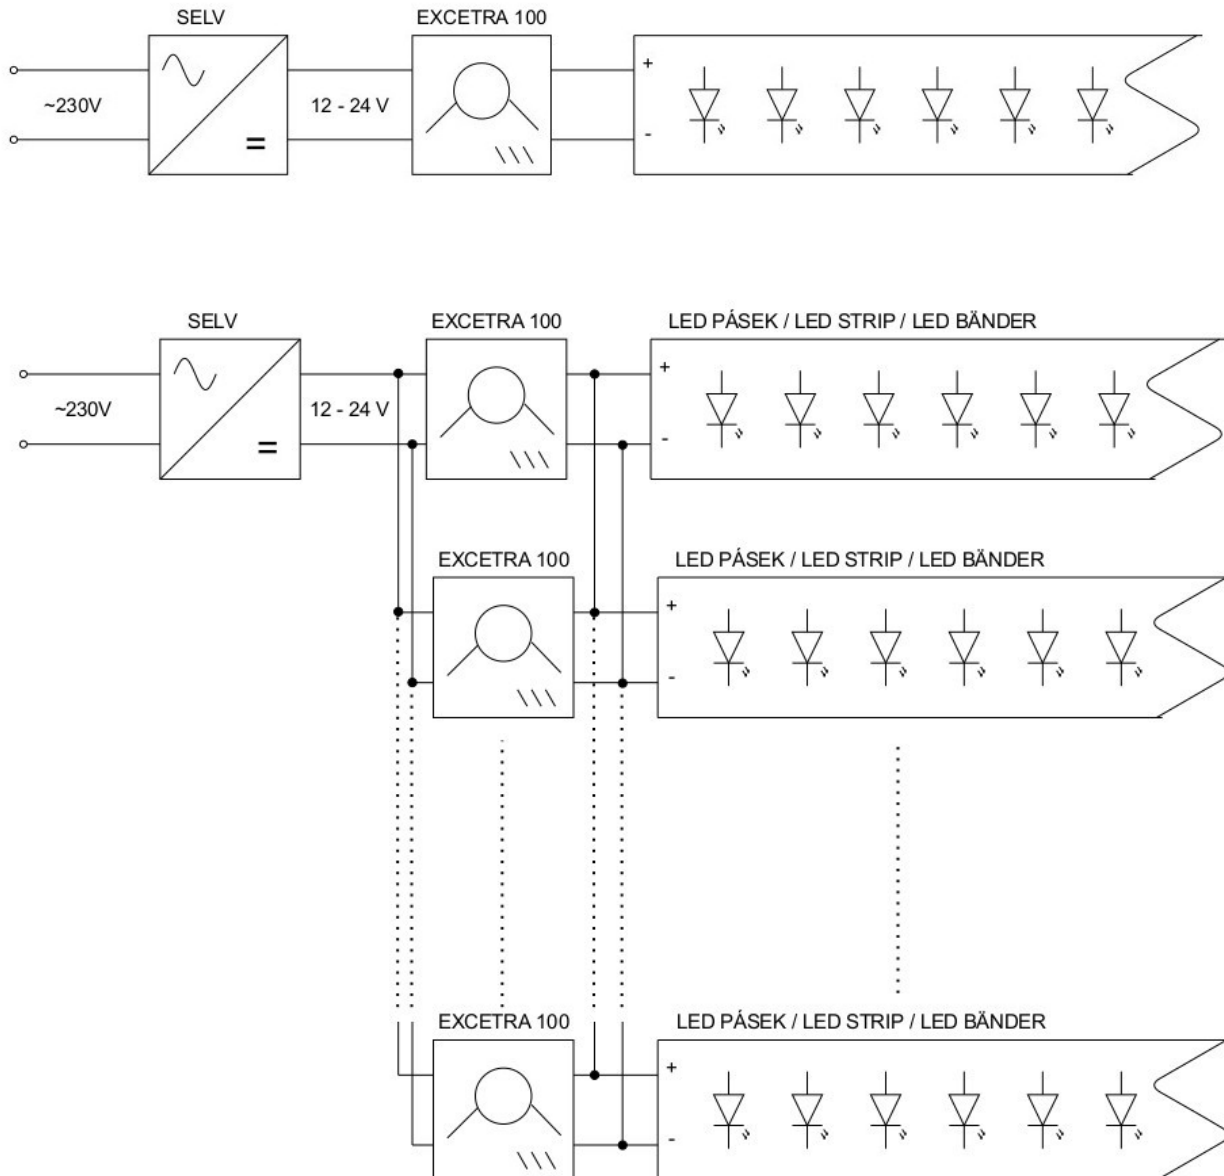 SELV EXCETRA 100
~230V 12 - 24 V
+
-
SELV EXCETRA 100 LED PÁSEK / LED STRIP / LED BÄNDER
+
~230V 12 - 24 V
-
EXCETRA 100 LED PÁSEK / LED STRIP / LED BÄNDER
+
-
EXCETRA 100 LED PÁSEK / LED STRIP / LED BÄNDER
+
-